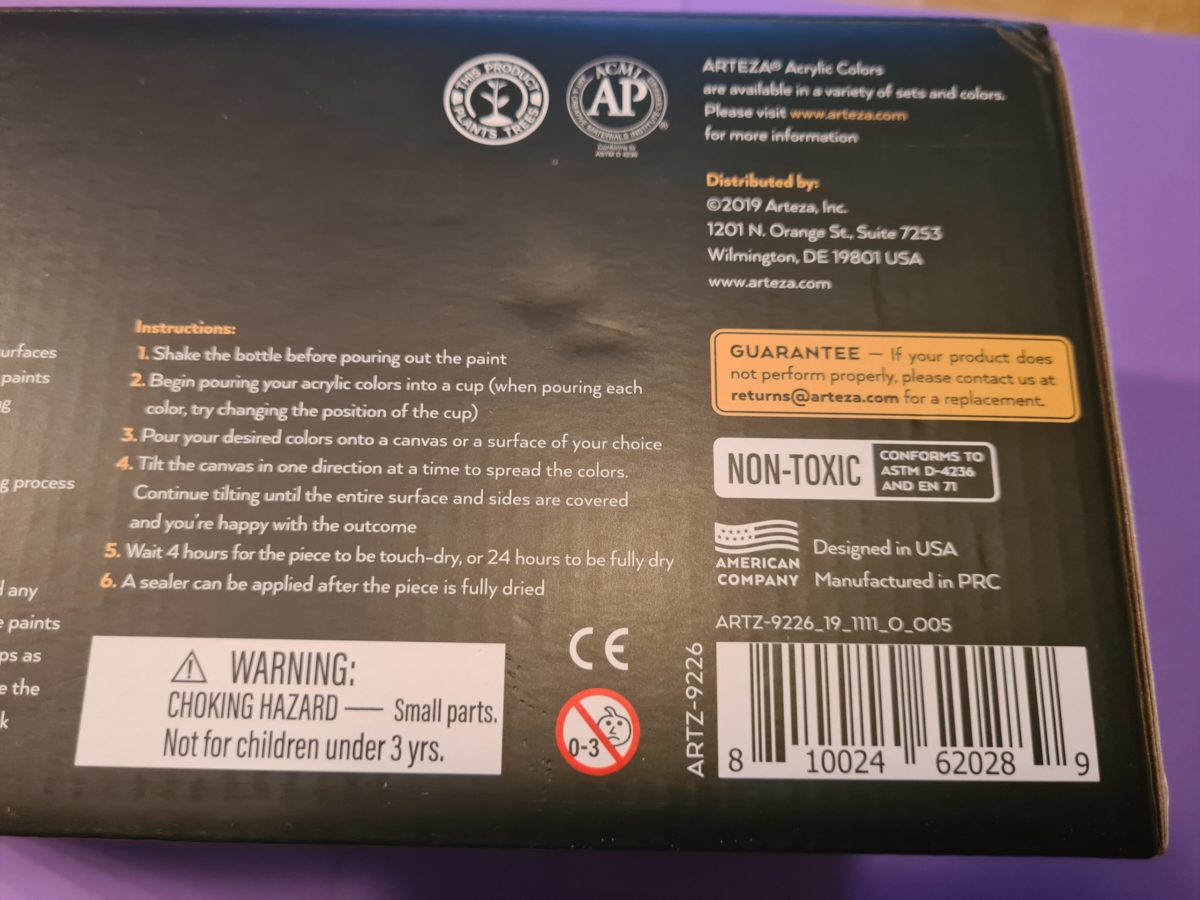 THIS PRODUCT
PLANTS TREES
ACMI
AP
ART & CREATIVE MATERIALS INSTITUTE CERTIFIED
®
Conforms to
ASTM D 4236
ARTEZA® Acrylic Colors
are available in a variety of sets and colors.
Please visit www.arteza.com
for more information
Distributed by:
©2019 Arteza, Inc.
1201 N. Orange St., Suite 7253
Wilmington, DE 19801 USA
www.arteza.com
urfaces
paints
g process
any
paints
ps as
e the
k
Instructions:
1. Shake the bottle before pouring out the paint
2. Begin pouring your acrylic colors into a cup (when pouring each
color, try changing the position of the cup)
3. Pour your desired colors onto a canvas or a surface of your choice
4. Tilt the canvas in one direction at a time to spread the colors.
Continue tilting until the entire surface and sides are covered
and you're happy with the outcome
5. Wait 4 hours for the piece to be touch-dry, or 24 hours to be fully dry
6. A sealer can be applied after the piece is fully dried
GUARANTEE — If your product does
not perform properly, please contact us at
returns@arteza.com for a replacement.
NON-TOXIC
CONFORMS TO
ASTM D-4236
AND EN 71
AMERICAN
COMPANY
Designed in USA
Manufactured in PRC
WARNING:
CHOKING HAZARD — Small parts.
Not for children under 3 yrs.
CE
0-3
ARTZ-9226_19_1111_0_005
ARTZ-9226
8 10024 62028 9